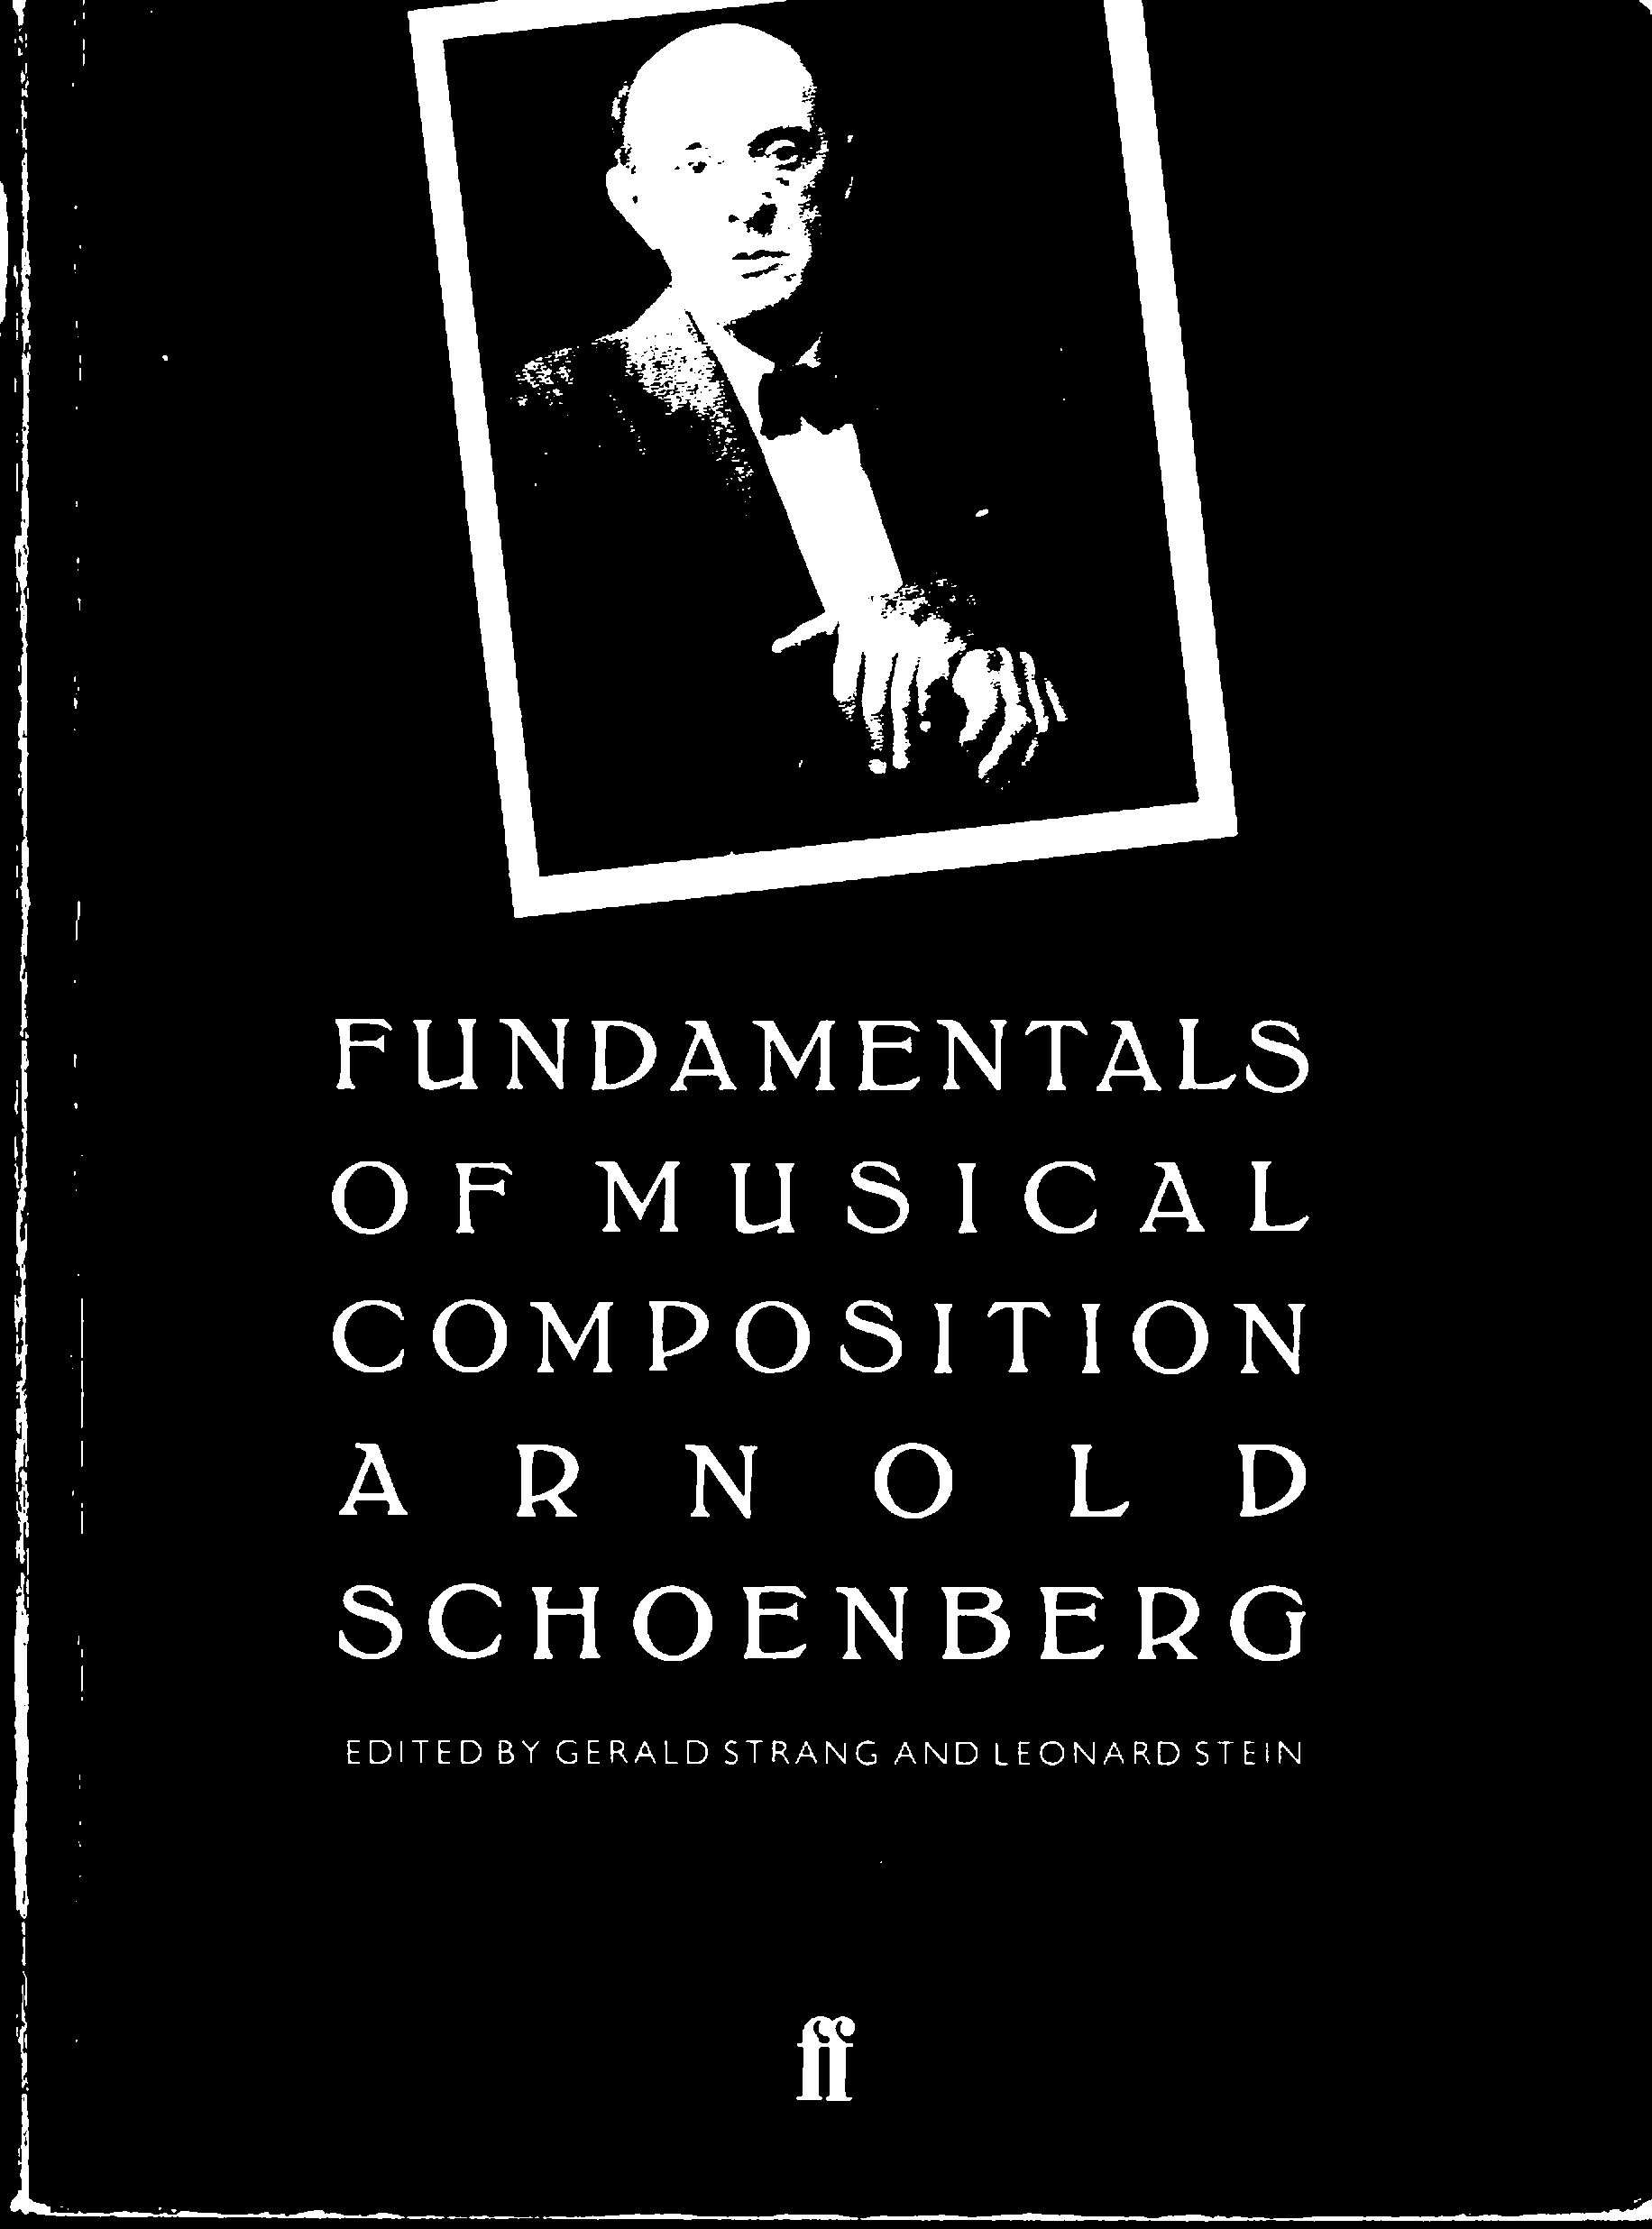 FUNDAMENTALS
OF MUSICAL
COMPOSITION
ARNOLD
SCHOENBERG
EDITED BY GERALD STRANG AND LEONARD STEIN
ff